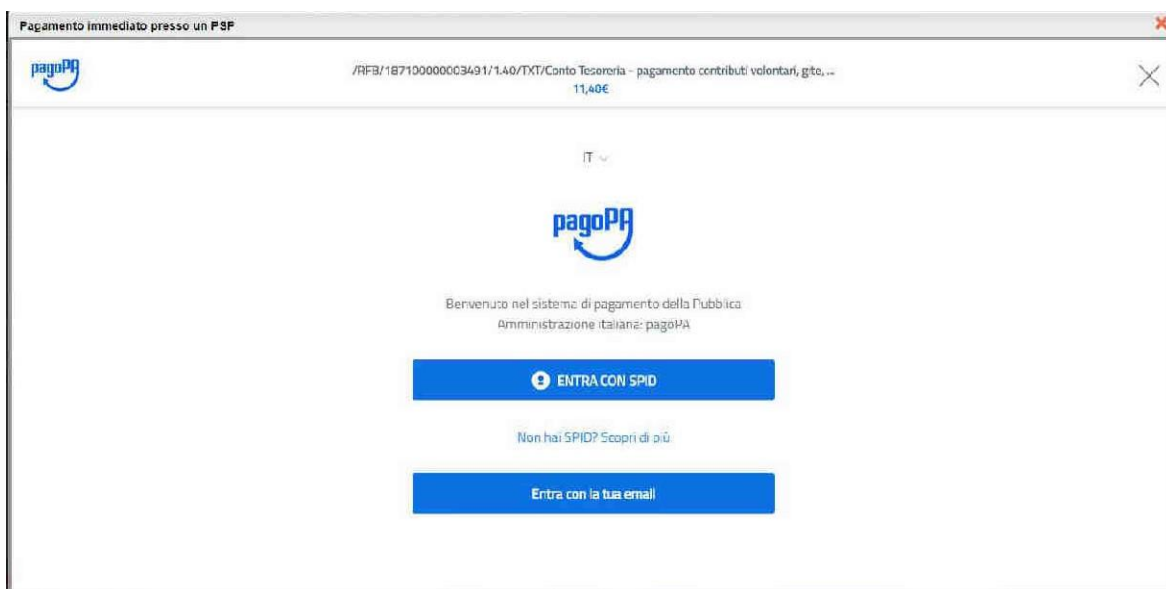 Pagamento immediato presso un PSP
pagoPA
/RFB/187100000003491/1.40/TXT/Conto Tesoreria - pagamento contributi volontari, gite, ...
11,40€
IT
pagoPA
Benvenuto nel sistema di pagamento della Pubblica
Amministrazione italiana: pagoPA
ENTRA CON SPID
Non hai SPID? Scopri di più
Entra con la tua email